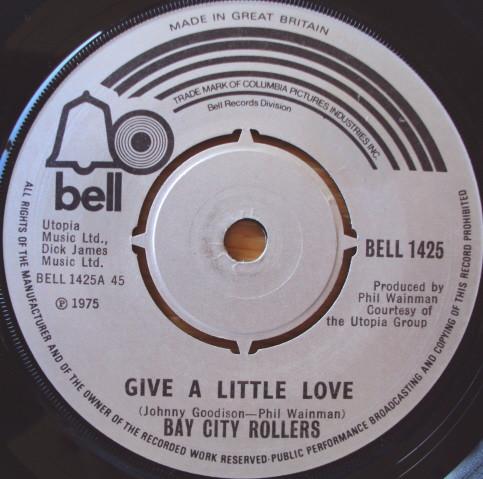 MADE IN GREAT BRITAIN
TRADE MARK OF COLUMBIA PICTURES INDUSTRIES INC.
Bell Records Division
bell
Utopia
Music Ltd.,
Dick James
Music Ltd.
BELL 1425A 45
℗ 1975
BELL 1425
Produced by
Phil Wainman
Courtesy of
the Utopia Group
GIVE A LITTLE LOVE
(Johnny Goodison—Phil Wainman)
BAY CITY ROLLERS
ALL RIGHTS OF THE MANUFACTURER AND OF THE OWNER OF THE RECORDED WORK RESERVED·PUBLIC PERFORMANCE BROADCASTING AND COPYING OF THIS RECORD PROHIBITED